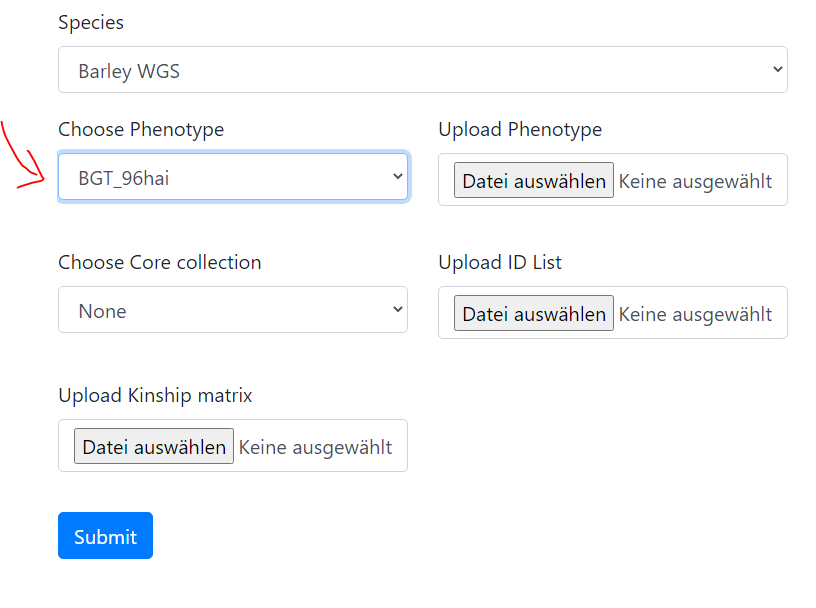 Species
Barley WGS
Choose Phenotype
Upload Phenotype
BGT_96hai
Datei auswählen Keine ausgewählt
Choose Core collection
Upload ID List
None
Datei auswählen Keine ausgewählt
Upload Kinship matrix
Datei auswählen Keine ausgewählt
Submit